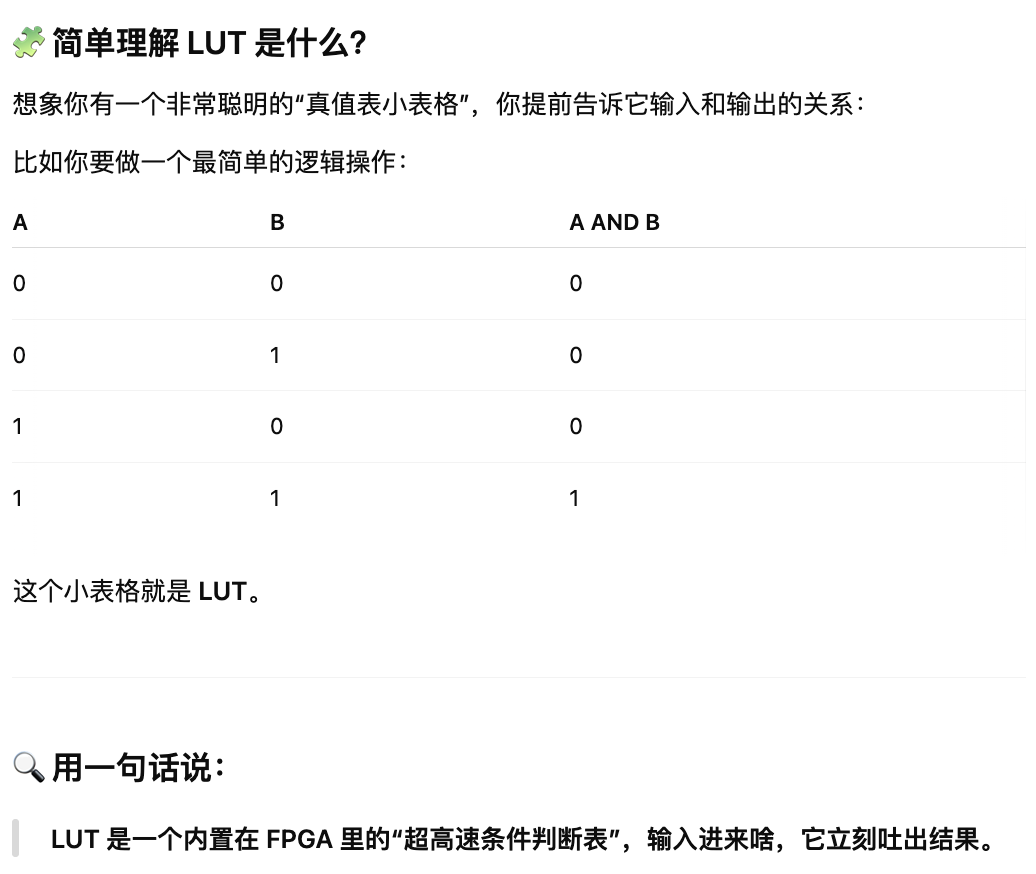 🧩 简单理解 LUT 是什么?
想象你有一个非常聪明的“真值表小表格”，你提前告诉它输入和输出的关系：
比如你要做一个最简单的逻辑操作：
A B A AND B
0 0 0
0 1 0
1 0 0
1 1 1
这个小表格就是 LUT。
🔍 用一句话说：
LUT 是一个内置在 FPGA 里的“超高速条件判断表”，输入进来啥，它立刻吐出结果。